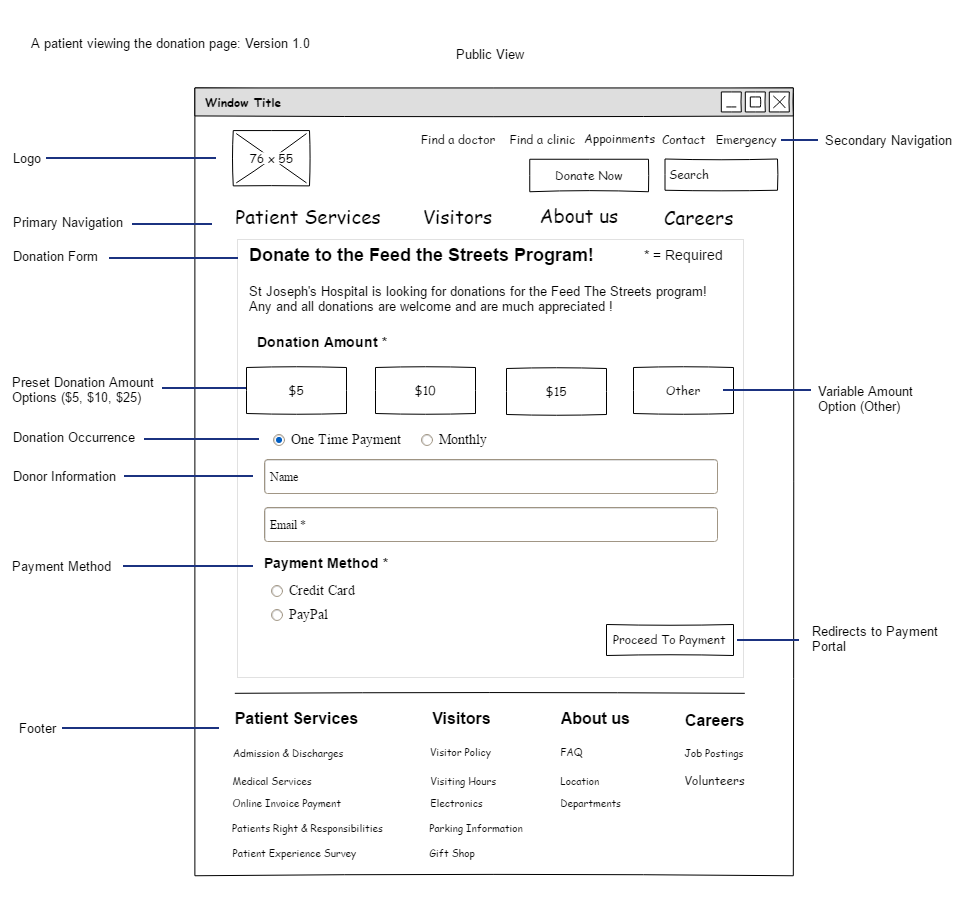 A patient viewing the donation page: Version 1.0
Public View
Window Title
Logo
76 x 55
Find a doctor Find a clinic Appoinments Contact Emergency
Secondary Navigation
Donate Now
Search
Primary Navigation
Patient Services Visitors About us Careers
Donation Form
Donate to the Feed the Streets Program!
* = Required
St Joseph's Hospital is looking for donations for the Feed The Streets program!
Any and all donations are welcome and are much appreciated !
Donation Amount *
Preset Donation Amount
Options ($5, $10, $25)
$5 $10 $15 Other
Variable Amount
Option (Other)
Donation Occurrence
One Time Payment Monthly
Donor Information
Name
Email *
Payment Method
Payment Method *
Credit Card
PayPal
Proceed To Payment
Redirects to Payment
Portal
Footer
Patient Services Visitors About us Careers
Admission & Discharges Visitor Policy FAQ Job Postings
Medical Services Visiting Hours Location Volunteers
Online Invoice Payment Electronics Departments
Patients Right & Responsibilities Parking Information
Patient Experience Survey Gift Shop